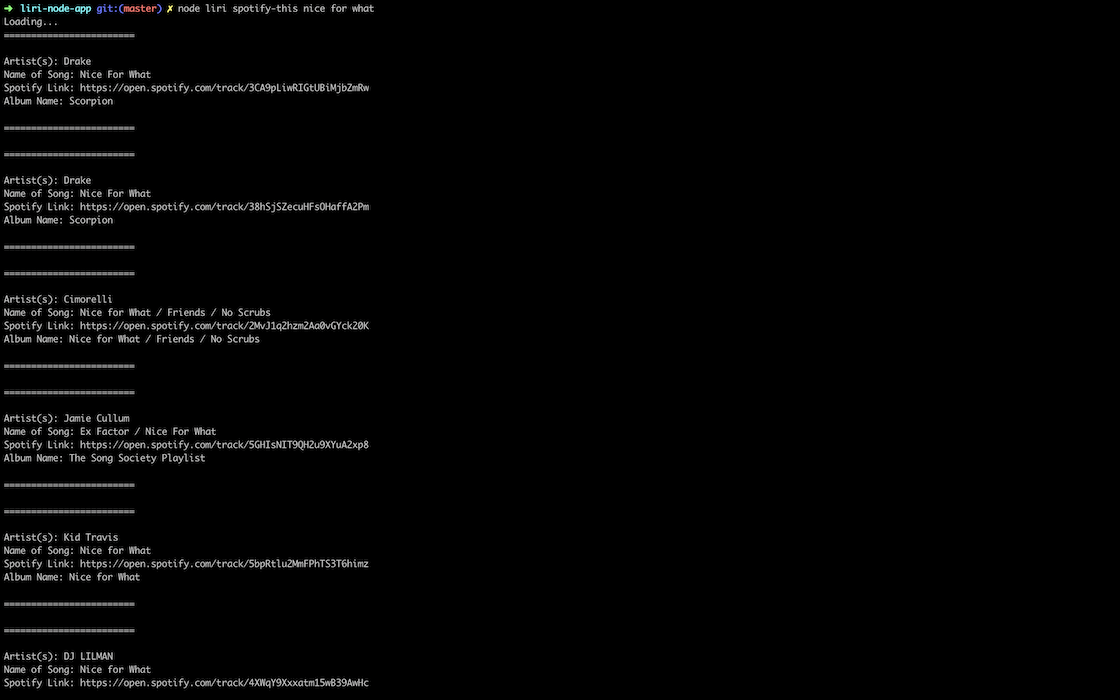 ➜ liri-node-app git:(master) ✗ node liri spotify-this nice for what
Loading...
========================
Artist(s): Drake
Name of Song: Nice For What
Spotify Link: https://open.spotify.com/track/3CA9pLiwRIGtUBiMjbZmRw
Album Name: Scorpion
========================
========================
Artist(s): Drake
Name of Song: Nice For What
Spotify Link: https://open.spotify.com/track/38hSjSZecuHFsOHaffA2Pm
Album Name: Scorpion
========================
========================
Artist(s): Cimorelli
Name of Song: Nice for What / Friends / No Scrubs
Spotify Link: https://open.spotify.com/track/2MvJ1q2hzm2Aa0vGYck20K
Album Name: Nice for What / Friends / No Scrubs
========================
========================
Artist(s): Jamie Cullum
Name of Song: Ex Factor / Nice For What
Spotify Link: https://open.spotify.com/track/5GHIsNIT9QH2u9XYuA2xp8
Album Name: The Song Society Playlist
========================
========================
Artist(s): Kid Travis
Name of Song: Nice for What
Spotify Link: https://open.spotify.com/track/5bpRtlu2MmFPhTS3T6himz
Album Name: Nice for What
========================
========================
Artist(s): DJ LILMAN
Name of Song: Nice for What
Spotify Link: https://open.spotify.com/track/4XWqY9Xxxatm15wB39AwHc